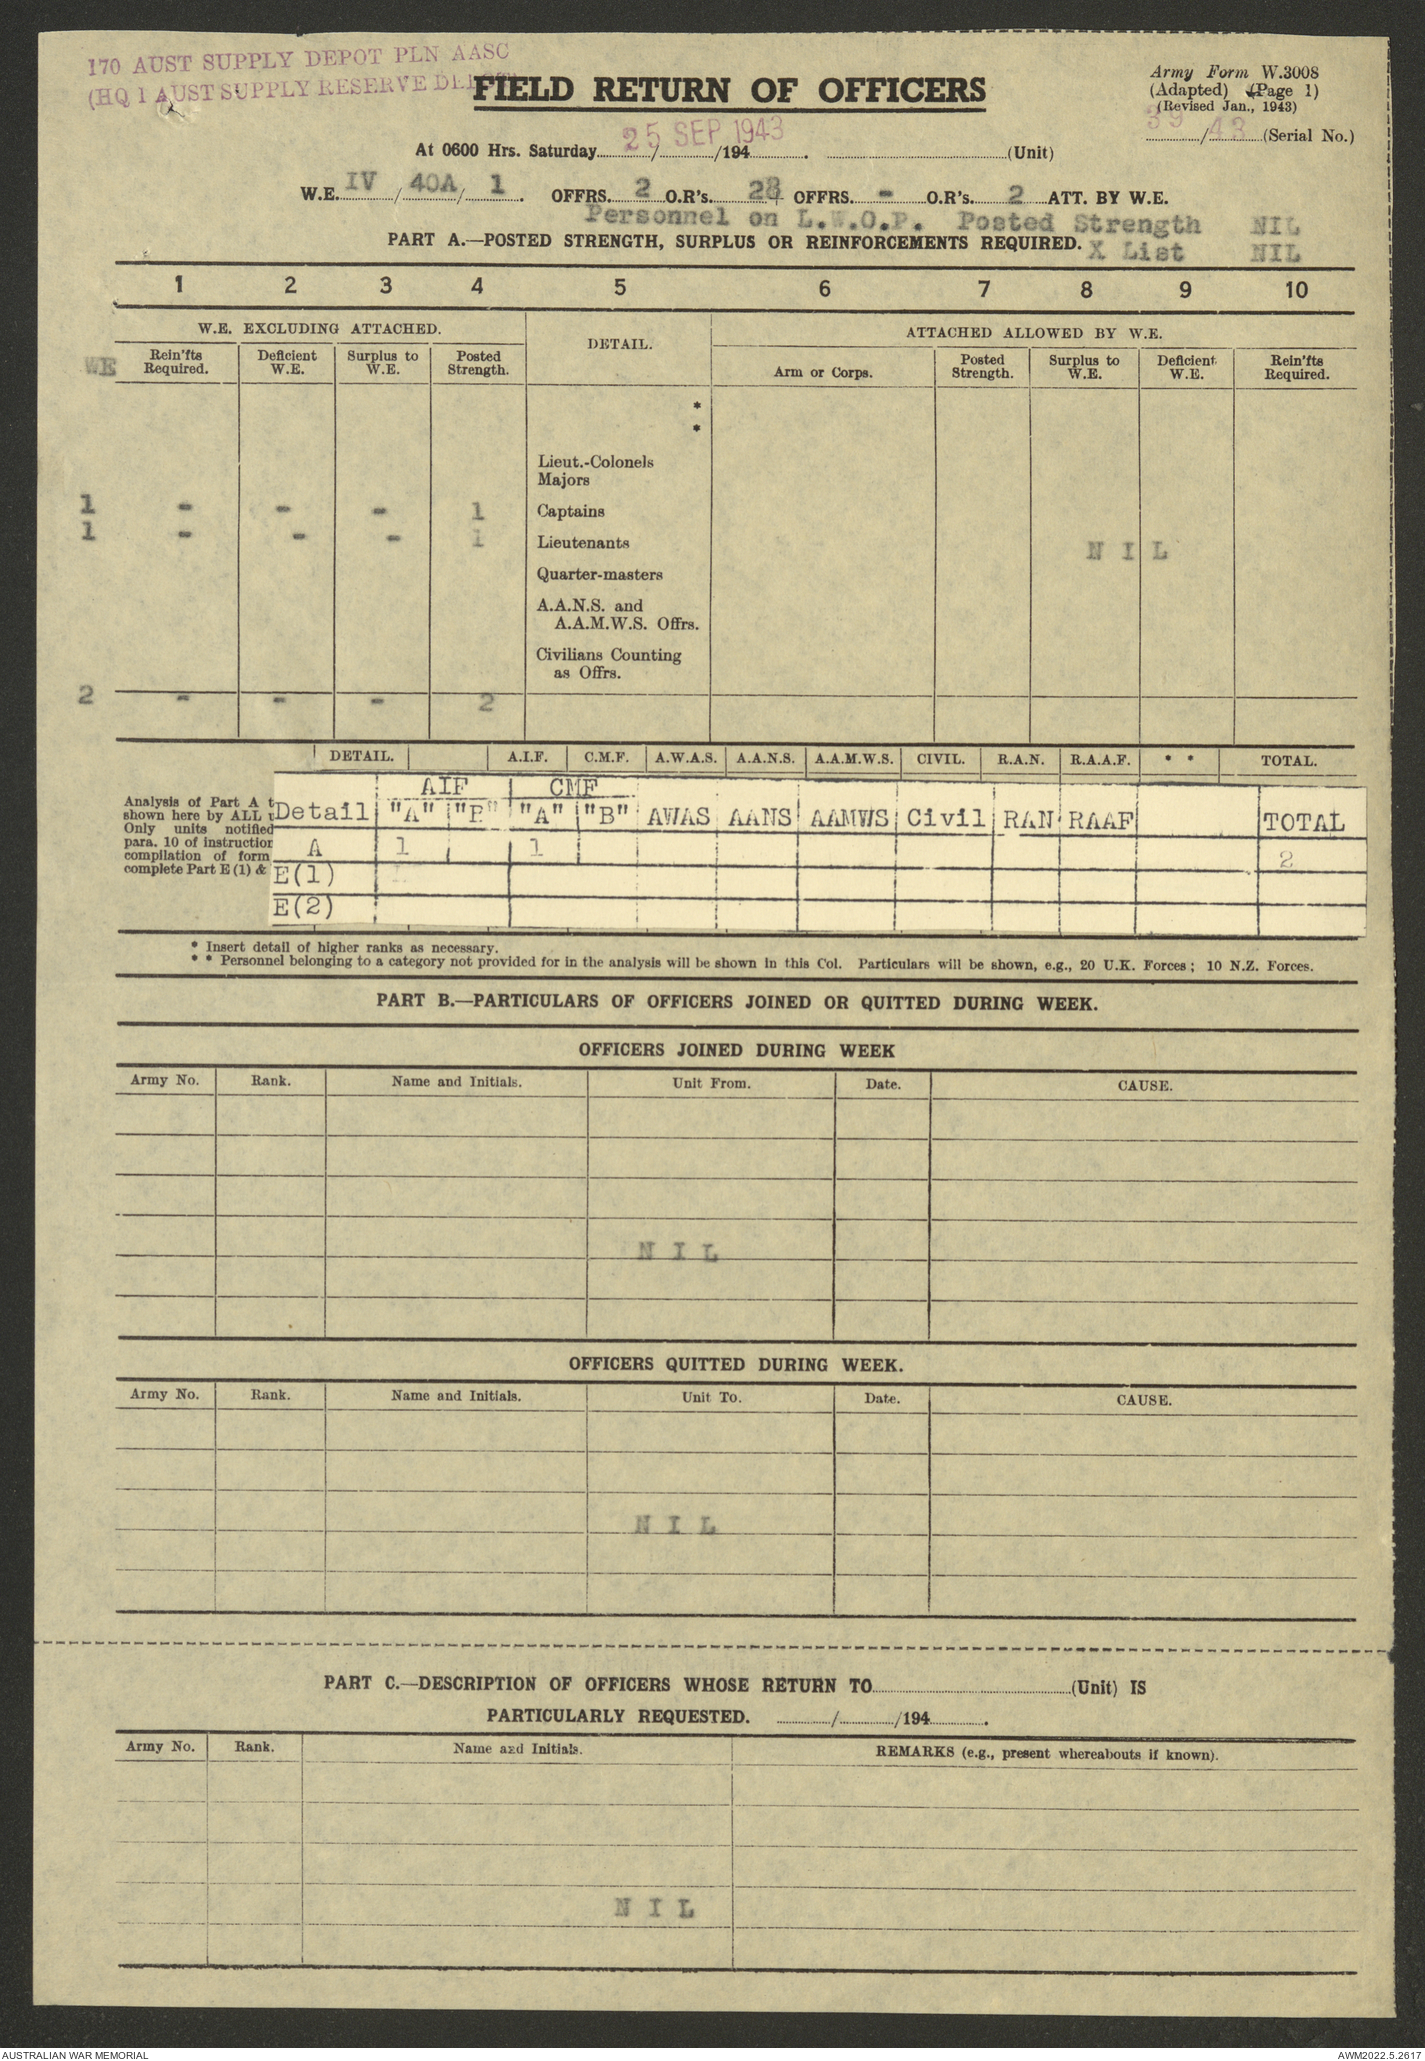 170 AUST SUPPLY DEPOT PLN AASC
(HQ 1 AUST SUPPLY RESERVE DEPOT)
FIELD RETURN OF OFFICERS
Army Form W.3008
(Adapted) (Page 1)
(Revised Jan., 1943)
39/43 (Serial No.)
At 0600 Hrs. Saturday 25 SEP 1943 /194 . (Unit)
W.E. IV / 40A / 1 . OFFRS. 2 O.R's. 28 + OFFRS. - O.R's. 2 ATT. BY W.E.
Personnel on L.W.O.P. Posted Strength NIL
PART A.—POSTED STRENGTH, SURPLUS OR REINFORCEMENTS REQUIRED. X List NIL
1 2 3 4 5 6 7 8 9 10
W.E. EXCLUDING ATTACHED. DETAIL. ATTACHED ALLOWED BY W.E.
WE Rein'fts Required. Deficient W.E. Surplus to W.E. Posted Strength. Arm or Corps. Posted Strength. Surplus to W.E. Deficient W.E. Rein'fts Required.
*
*
Lieut.-Colonels
Majors
1 - - - 1 Captains
1 - - - 1 Lieutenants
N I L
Quarter-masters
A.A.N.S. and
A.A.M.W.S. Offrs.
Civilians Counting
as Offrs.
2 - - - 2
DETAIL. A.I.F. C.M.F. A.W.A.S. A.A.N.S. A.A.M.W.S. CIVIL. R.A.N. R.A.A.F. * * TOTAL.
Analysis of Part A t
shown here by ALL u
Only units notified
para. 10 of instruction
compilation of form
complete Part E (1) &
AIF CMF
Detail "A" "B" "A" "B" AWAS AANS AAMWS Civil RAN RAAF TOTAL
A 1 1 2
E(1)
E(2)
* Insert detail of higher ranks as necessary.
* * Personnel belonging to a category not provided for in the analysis will be shown in this Col. Particulars will be shown, e.g., 20 U.K. Forces; 10 N.Z. Forces.
PART B.—PARTICULARS OF OFFICERS JOINED OR QUITTED DURING WEEK.
OFFICERS JOINED DURING WEEK
Army No. Rank. Name and Initials. Unit From. Date. CAUSE.
N I L
OFFICERS QUITTED DURING WEEK.
Army No. Rank. Name and Initials. Unit To. Date. CAUSE.
N I L
PART C.—DESCRIPTION OF OFFICERS WHOSE RETURN TO (Unit) IS
PARTICULARLY REQUESTED. / /194 .
Army No. Rank. Name and Initials. REMARKS (e.g., present whereabouts if known).
N I L
AUSTRALIAN WAR MEMORIAL
AWM2022.5.2617